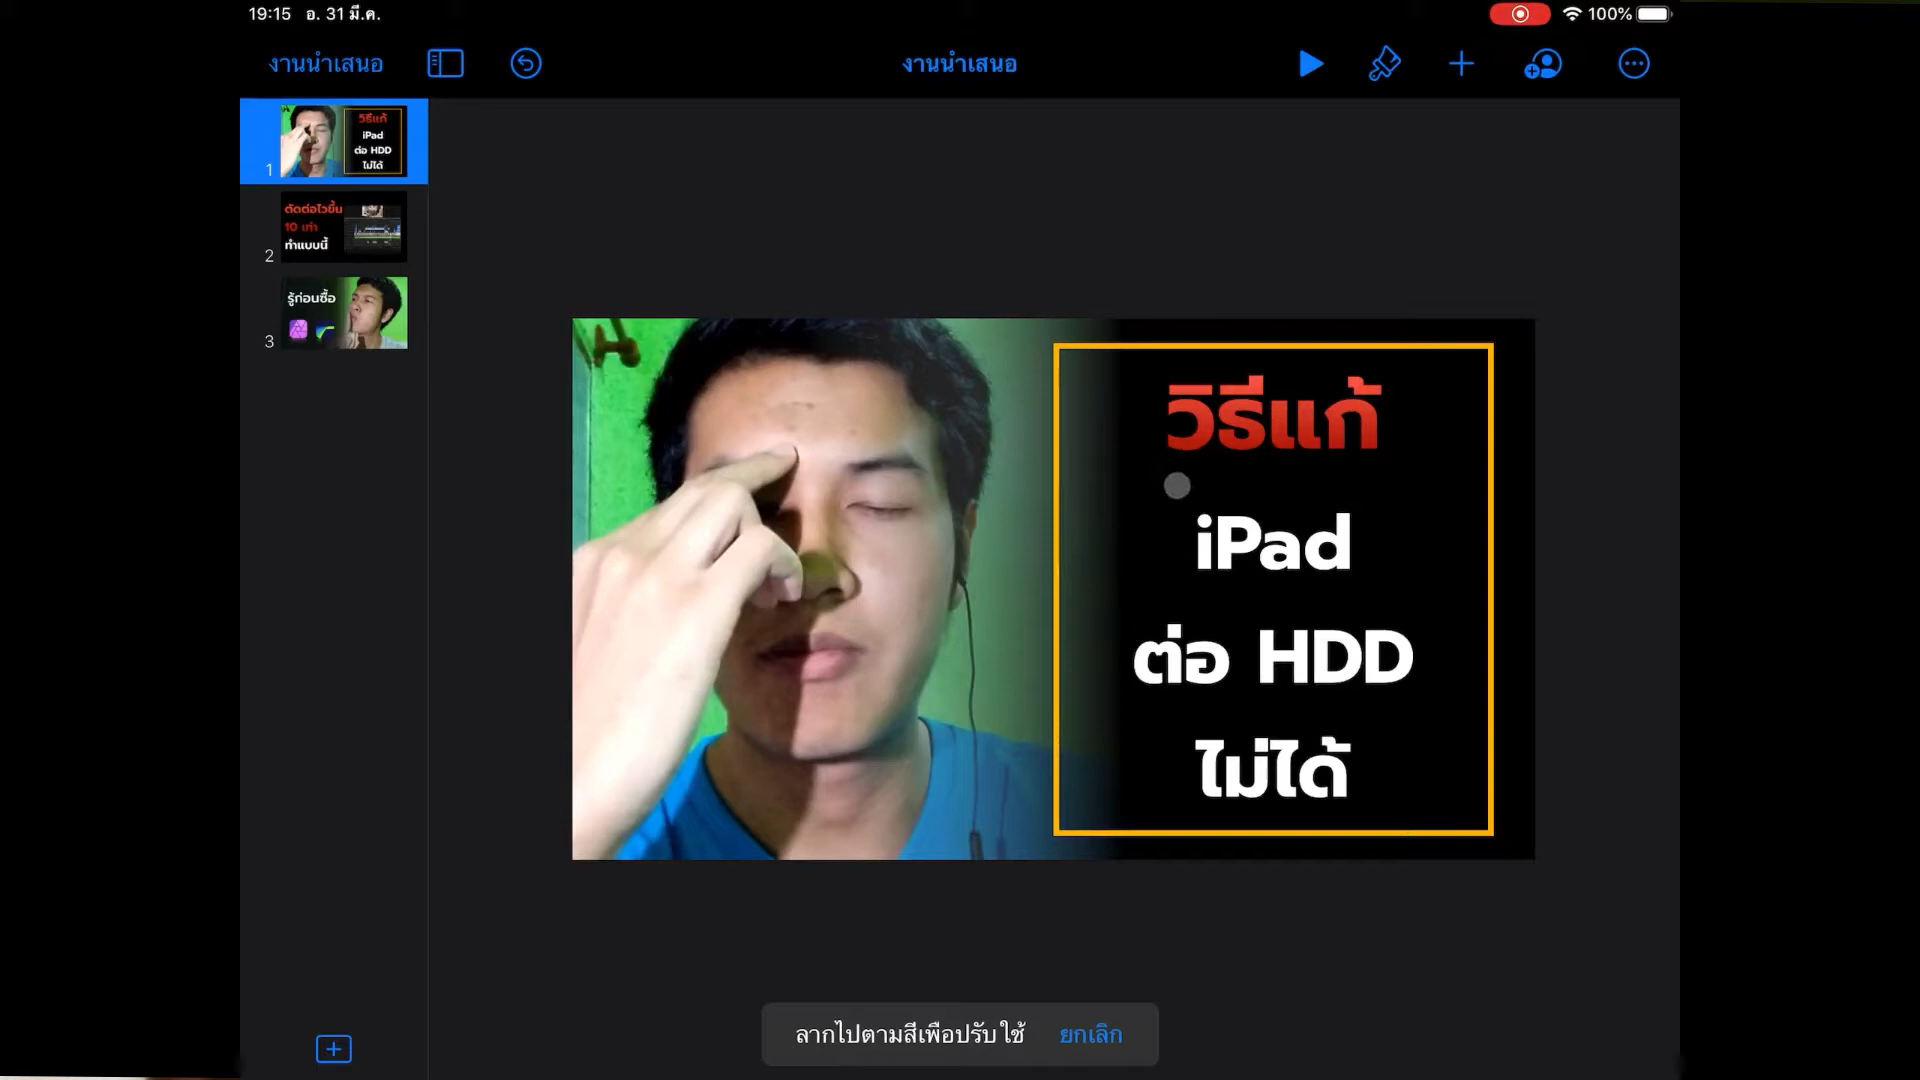 19:15 อ. 31 มี.ค.
100%
งานนำเสนอ
งานนำเสนอ
วิธีแก้
iPad
ต่อ HDD
ไม่ได้
1
ตัดต่อไวขึ้น
10 เท่า
ทำแบบนี้
2
รู้ก่อนซื้อ
3
วิธีแก้
iPad
ต่อ HDD
ไม่ได้
ลากไปตามสีเพื่อปรับใช้ ยกเลิก